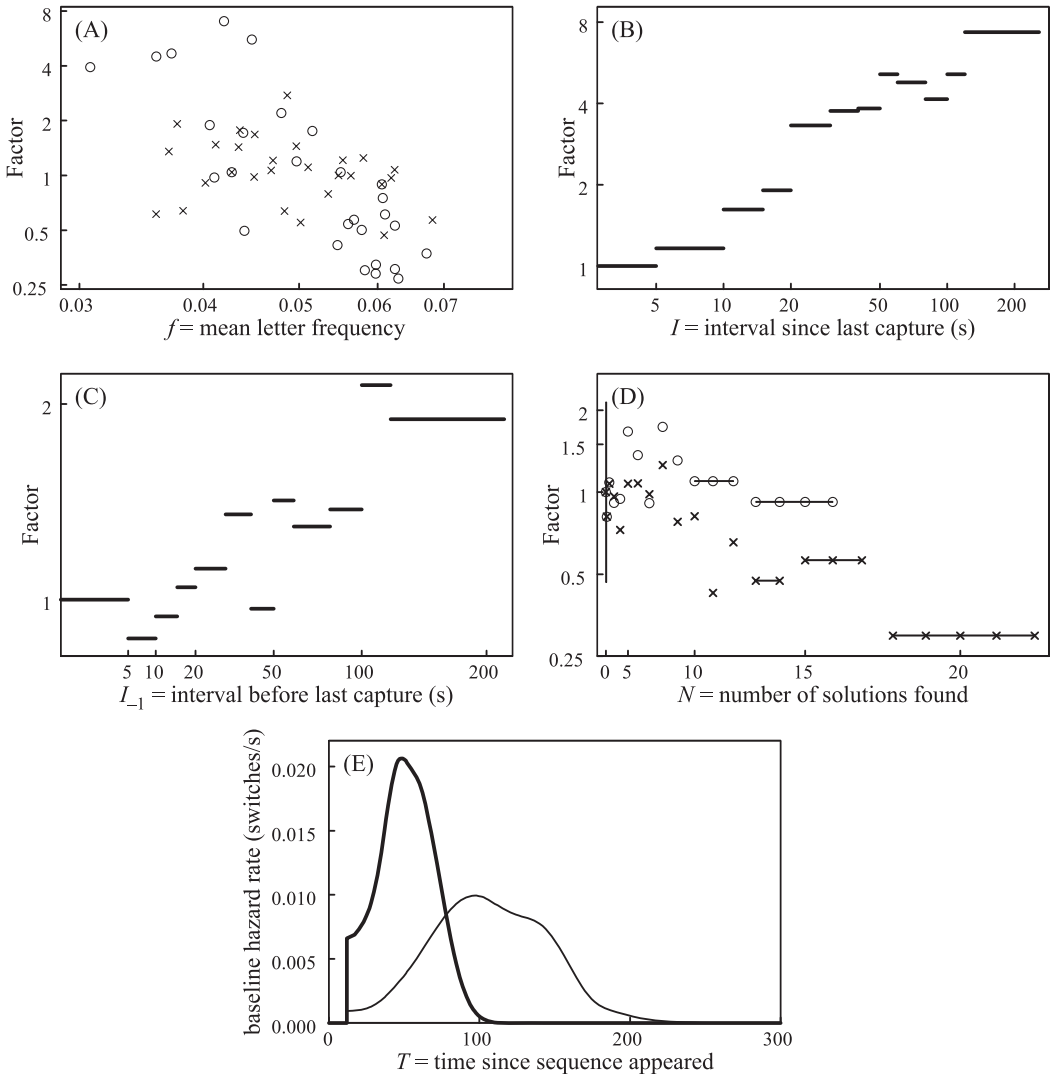 (A)
Factor
8
4
2
1
0.5
0.25
0.03 0.04 0.05 0.06 0.07
f = mean letter frequency
(B)
Factor
8
4
2
1
5 10 20 50 100 200
I = interval since last capture (s)
(C)
Factor
2
1
5 10 20 50 100 200
I−1 = interval before last capture (s)
(D)
Factor
2
1.5
1
0.5
0.25
0 5 10 15 20
N = number of solutions found
(E)
baseline hazard rate (switches/s)
0.020
0.015
0.010
0.005
0.000
0 100 200 300
T = time since sequence appeared